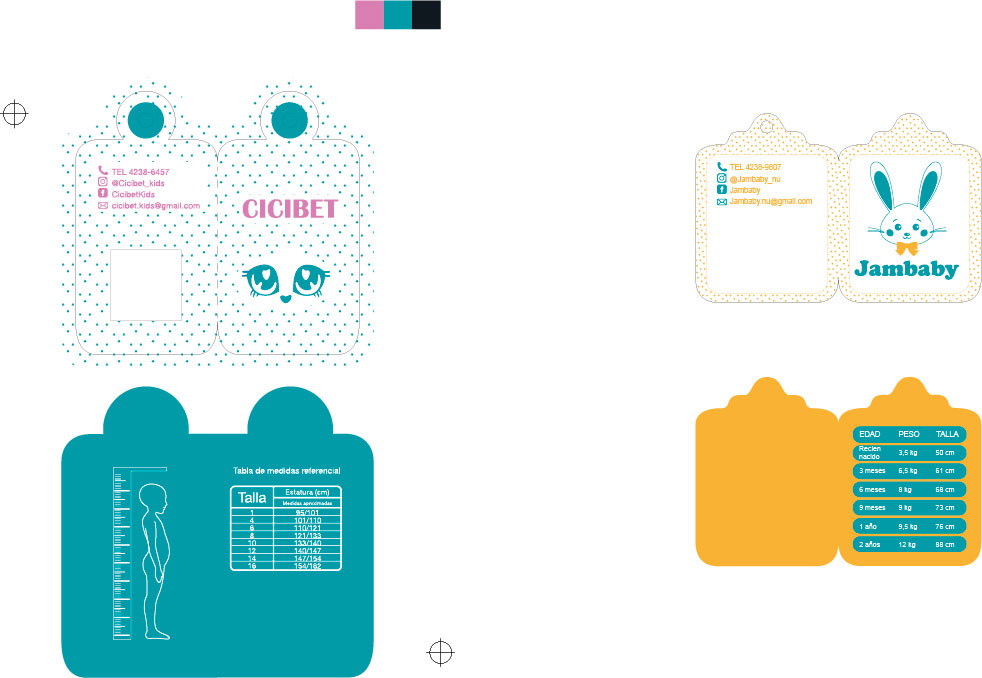 TEL 4238-6457
@Cicibet_kids
CicibetKids
cicibet.kids@gmail.com
CICIBET
TEL 4238-9807
@Jambaby_nu
Jambaby
Jambaby.nu@gmail.com
Jambaby
Tabla de medidas referencial
Talla Estatura (cm)
Medidas aproximadas
1 95/101
4 101/110
6 110/121
8 121/133
10 133/140
12 140/147
14 147/154
16 154/162
EDAD PESO TALLA
Recien
nacido 3,5 kg 50 cm
3 meses 6,5 kg 61 cm
6 meses 8 kg 68 cm
9 meses 9 kg 73 cm
1 año 9,5 kg 76 cm
2 años 12 kg 88 cm